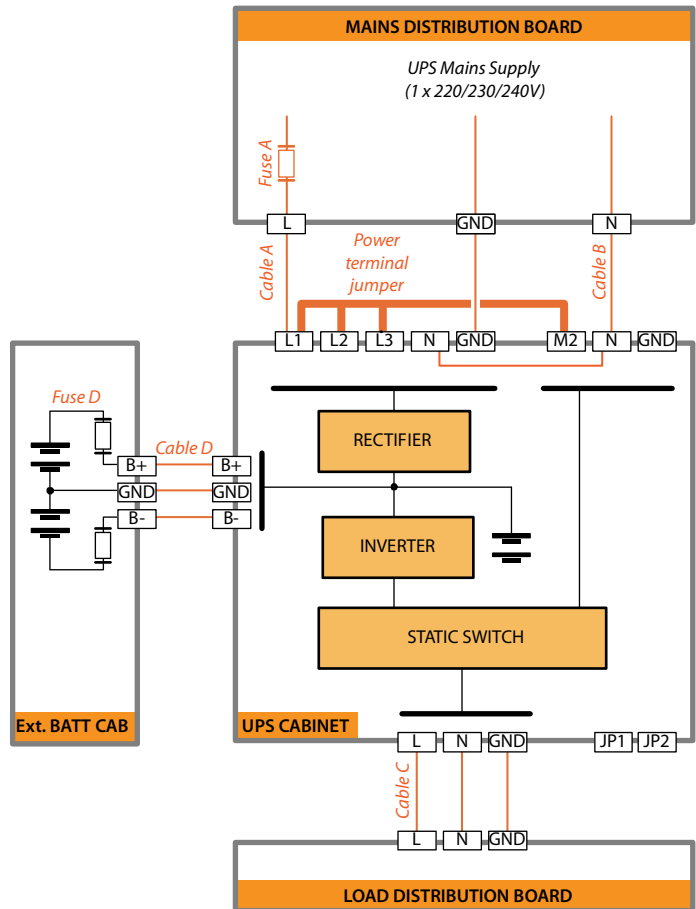 MAINS DISTRIBUTION BOARD
UPS Mains Supply
(1 x 220/230/240V)
Fuse A
L
GND
N
Cable A
Power
terminal
jumper
Cable B
L1
L2
L3
N
GND
M2
N
GND
Fuse D
RECTIFIER
Cable D
B+
B+
GND
GND
B-
B-
INVERTER
STATIC SWITCH
Ext. BATT CAB
UPS CABINET
L
N
GND
JP1
JP2
Cable C
L
N
GND
LOAD DISTRIBUTION BOARD